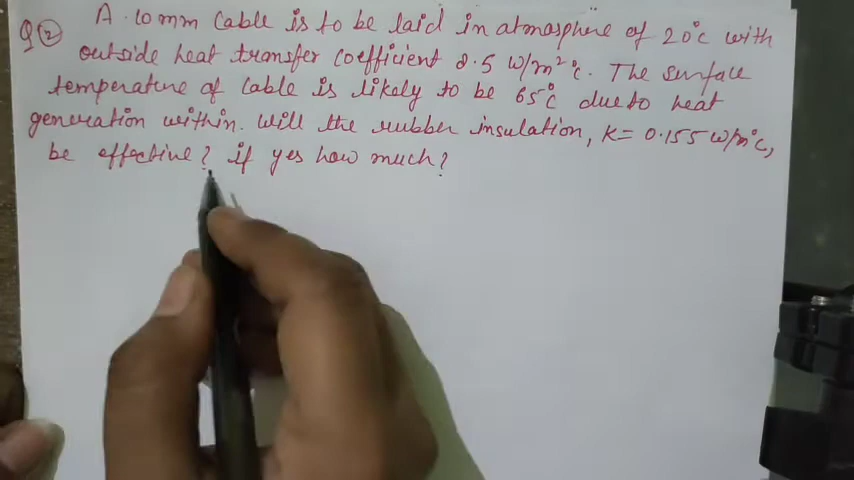 Q② A 10mm Cable is to be laid in atmosphere of 20°c with
outside heat transfer coefficient 8.5 w/m²°c. The surface
temperature of Cable is likely to be 65°c due to heat
generation within. Will the rubber insulation, K= 0.155 w/m°c,
be effective? if yes how much?